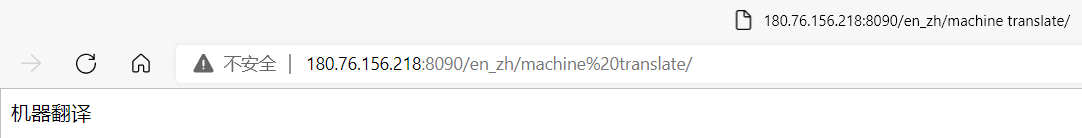 180.76.156.218:8090/en_zh/machine translate/
不安全 | 180.76.156.218:8090/en_zh/machine%20translate/
机器翻译